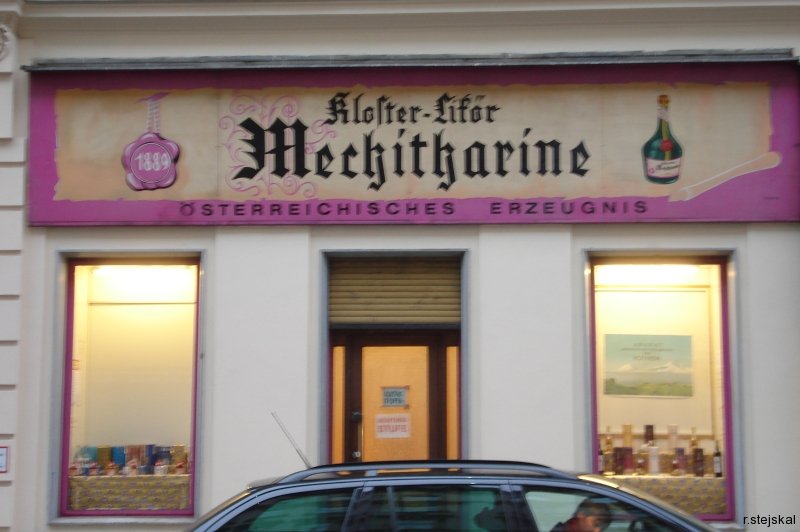 Kloster-Likör
1889
Mechitharine
ÖSTERREICHISCHES ERZEUGNIS
r.stejskal